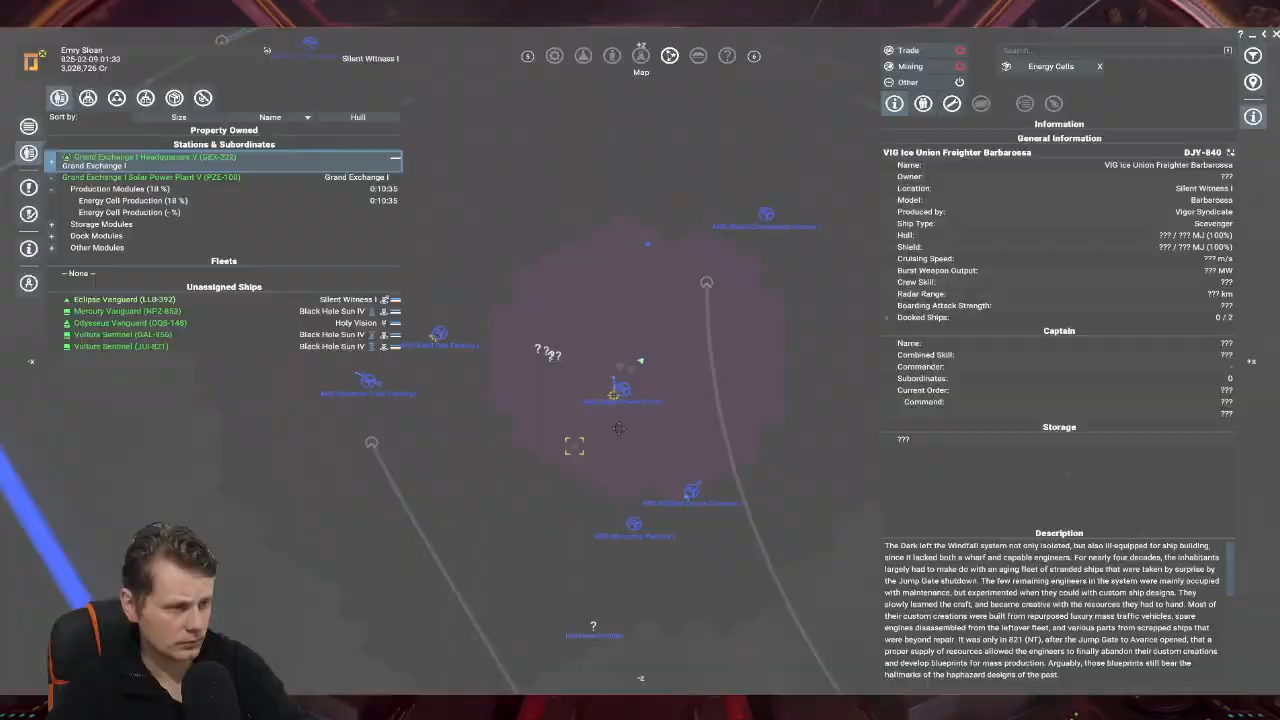 Emry Sloan
825-02-09 01:33
3,028,726 Cr
Silent Witness I
+Z
Map
Sort by:
Size
Name
Hull
Property Owned
Stations & Subordinates
Grand Exchange I Headquarters V (GEX-222)
Grand Exchange I
Grand Exchange I Solar Power Plant V (PZE-100)
Grand Exchange I
Production Modules (18 %)
0:10:35
Energy Cell Production (18 %)
0:10:35
Energy Cell Production (- %)
Storage Modules
Dock Modules
Other Modules
Fleets
-- None --
Unassigned Ships
Eclipse Vanguard (LLB-392)
Silent Witness I
Mercury Vanguard (NPZ-853)
Black Hole Sun IV
Odysseus Vanguard (OQS-148)
Holy Vision
Vulture Sentinel (GAL-956)
Black Hole Sun IV
Vulture Sentinel (JUI-821)
Black Hole Sun IV
-X
+X
-Z
? ? ??
?
Trade
Mining
Other
Search...
Energy Cells
X
Information
General Information
VIG Ice Union Freighter Barbarossa
DJY-840
Name:
VIG Ice Union Freighter Barbarossa
Owner:
???
Location:
Silent Witness I
Model:
Barbarossa
Produced by:
Vigor Syndicate
Ship Type:
Scavenger
Hull:
??? / ??? MJ (100%)
Shield:
??? / ??? MJ (100%)
Cruising Speed:
??? m/s
Burst Weapon Output:
??? MW
Crew Skill:
???
Radar Range:
??? km
Boarding Attack Strength:
???
Docked Ships:
0 / 2
Captain
Name:
???
Combined Skill:
???
Commander:
-
Subordinates:
0
Current Order:
???
Command:
???
???
Storage
???
Description
The Dark left the Windfall system not only isolated, but also ill-equipped for ship building,
since it lacked both a wharf and capable engineers. For nearly four decades, the inhabitants
largely had to make do with an aging fleet of stranded ships that were taken by surprise by
the Jump Gate shutdown. The few remaining engineers in the system were mainly occupied
with maintenance, but experimented when they could with custom ship designs. They
slowly learned the craft, and became creative with the resources they had to hand. Most of
their custom creations were built from repurposed luxury mass traffic vehicles, spare
engines disassembled from the leftover fleet, and various parts from scrapped ships that
were beyond repair. It was only in 821 (NT), after the Jump Gate to Avarice opened, that a
proper supply of resources allowed the engineers to finally abandon their custom creations
and develop blueprints for mass production. Arguably, those blueprints still bear the
hallmarks of the haphazard designs of the past.